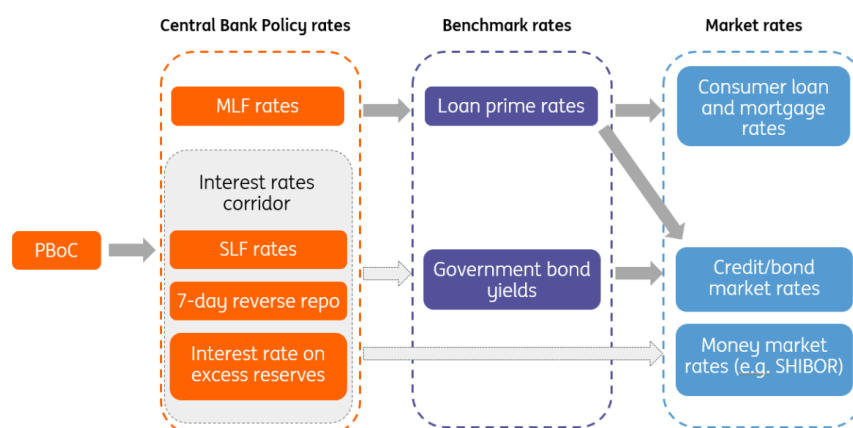 Central Bank Policy rates
Benchmark rates
Market rates
MLF rates
Loan prime rates
Consumer loan
and mortgage
rates
Interest rates
corridor
PBoC
SLF rates
Government bond
yields
Credit/bond
market rates
7-day reverse repo
Interest rate on
excess reserves
Money market
rates (e.g. SHIBOR)